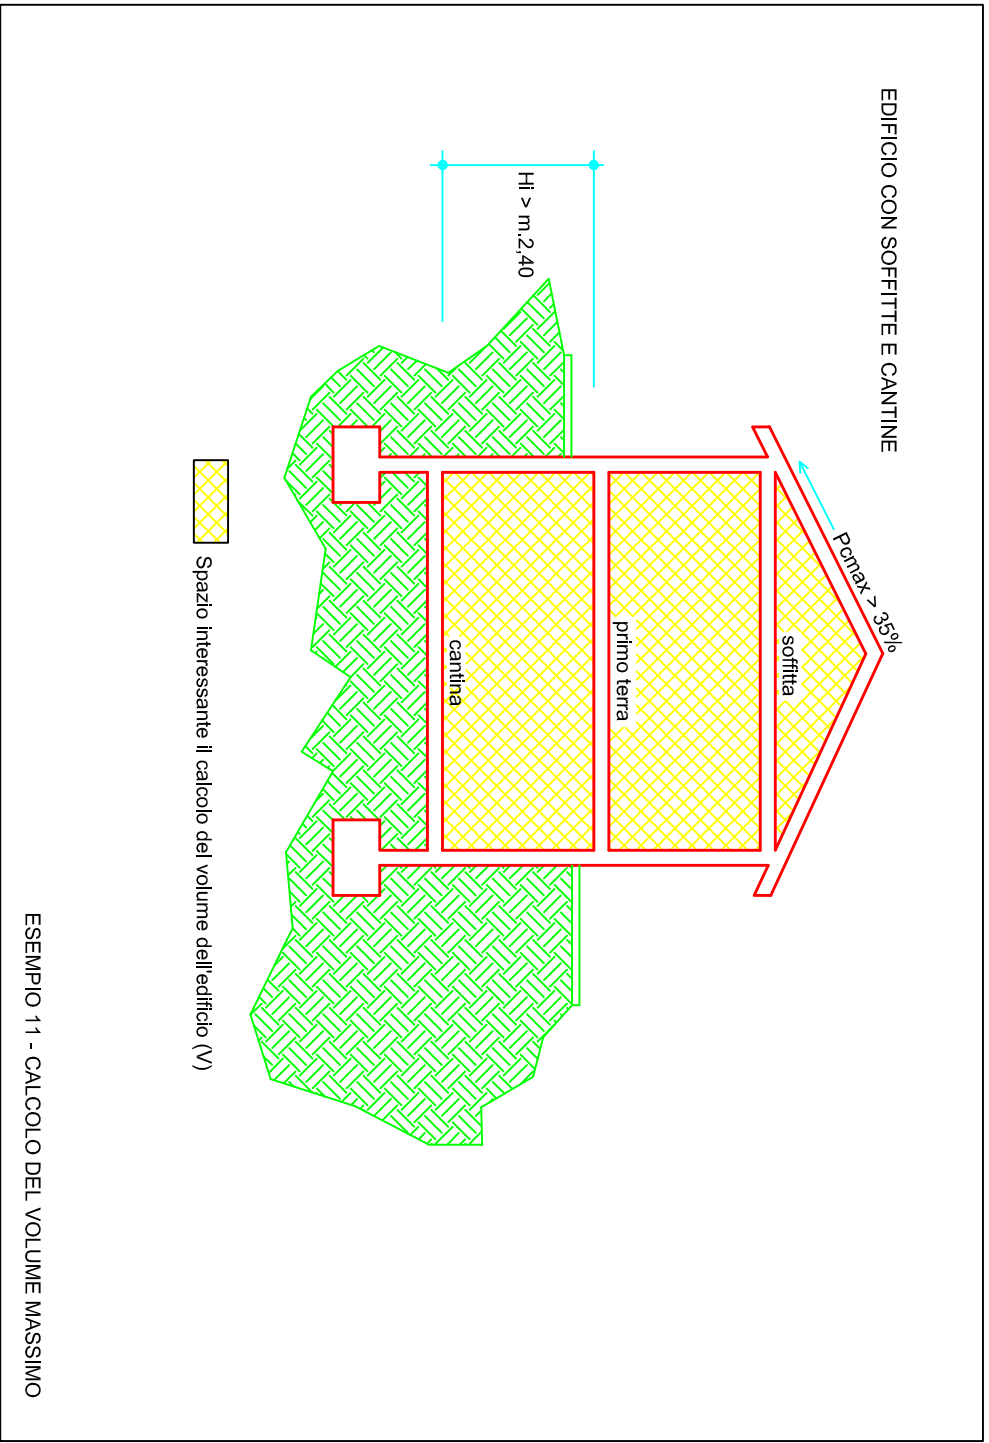 EDIFICIO CON SOFFITTE E CANTINE
Pcmax > 35%
soffitta
primo terra
Hi > m.2,40
cantina
Spazio interessante il calcolo del volume dell'edificio (V)
ESEMPIO 11 - CALCOLO DEL VOLUME MASSIMO